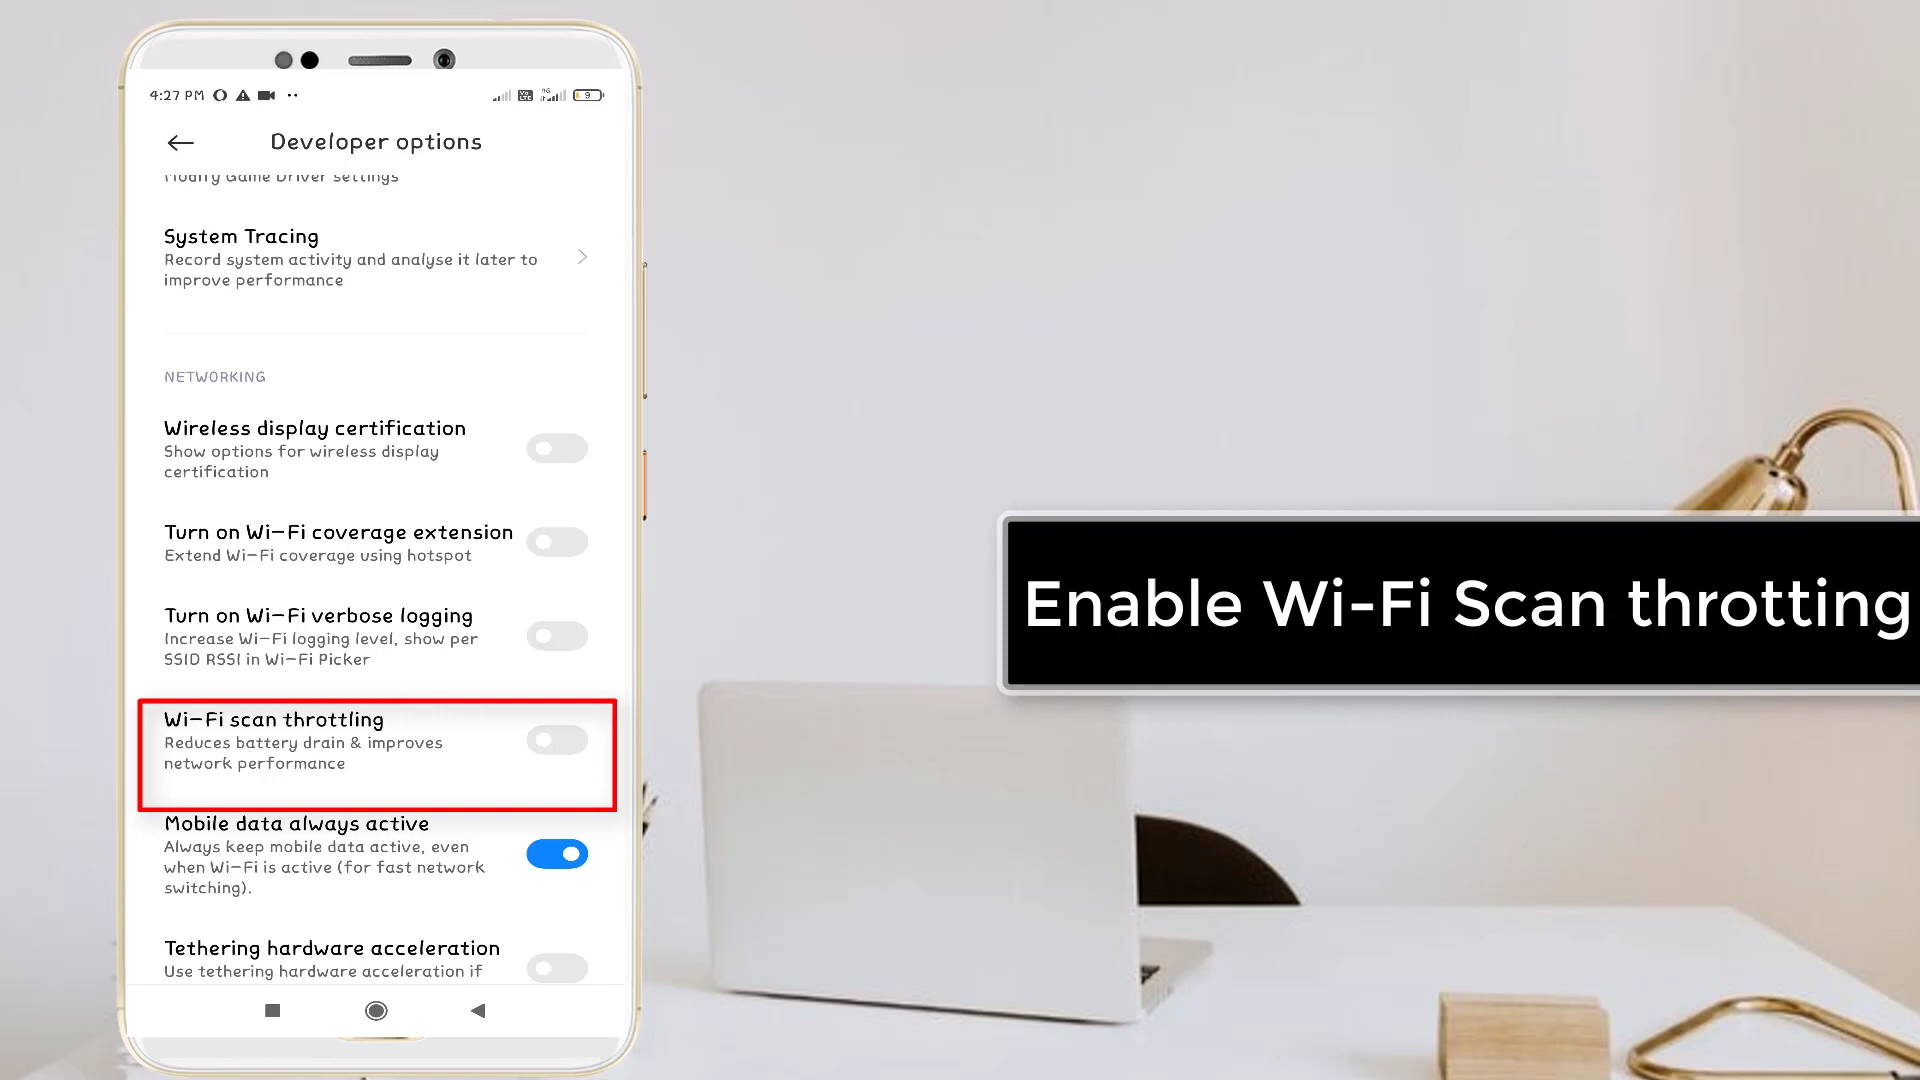 4:27 PM
Vo LTE
4G
9
Developer options
Modify Game Driver settings
System Tracing
Record system activity and analyse it later to
improve performance
NETWORKING
Wireless display certification
Show options for wireless display
certification
Turn on Wi-Fi coverage extension
Extend Wi-Fi coverage using hotspot
Turn on Wi-Fi verbose logging
Increase Wi-Fi logging level, show per
SSID RSSI in Wi-Fi Picker
Wi-Fi scan throttling
Reduces battery drain & improves
network performance
Mobile data always active
Always keep mobile data active, even
when Wi-Fi is active (for fast network
switching).
Tethering hardware acceleration
Use tethering hardware acceleration if
Enable Wi-Fi Scan throtting